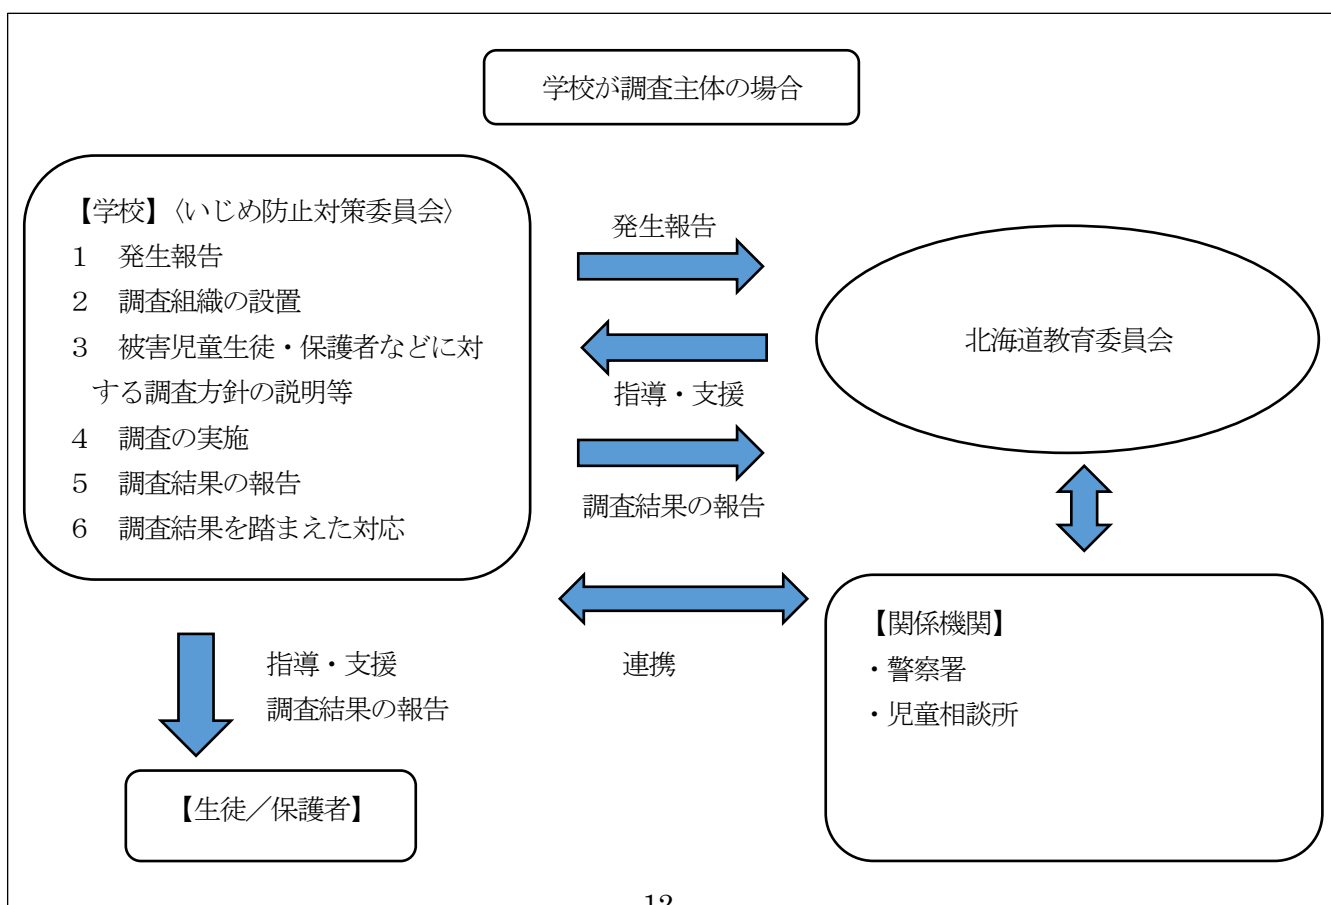 学校が調査主体の場合
【学校】〈いじめ防止対策委員会〉
１　発生報告
２　調査組織の設置
３　被害児童生徒・保護者などに対
する調査方針の説明等
４　調査の実施
５　調査結果の報告
６　調査結果を踏まえた対応
発生報告
指導・支援
調査結果の報告
北海道教育委員会
連携
【関係機関】
・警察署
・児童相談所
指導・支援
調査結果の報告
【生徒／保護者】
12